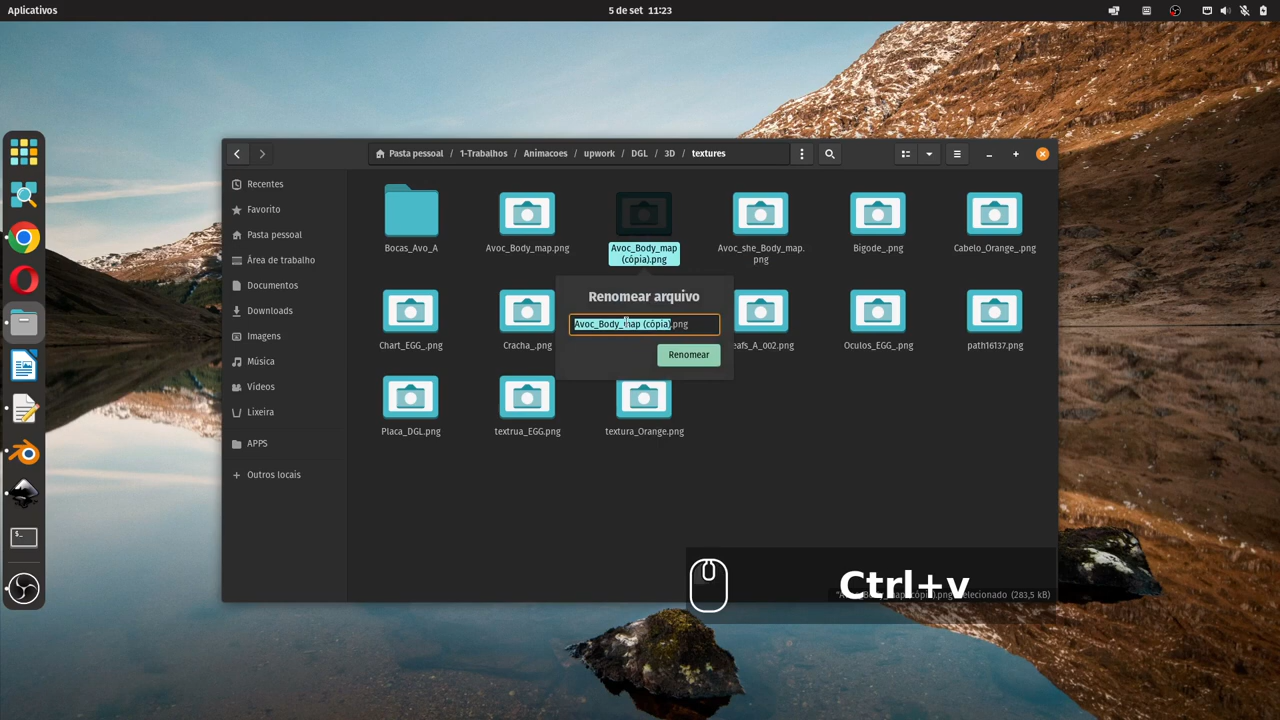 Aplicativos
5 de set 11:23
Pasta pessoal / 1-Trabalhos / Animacoes / upwork / DGL / 3D / textures
Recentes
Favorito
Pasta pessoal
Área de trabalho
Documentos
Downloads
Imagens
Música
Vídeos
Lixeira
APPS
+ Outros locais
Bocas_Avo_A
Avoc_Body_map.png
Avoc_Body_map
(cópia).png
Avoc_she_Body_map.
png
Bigode_.png
Cabelo_Orange_.png
Renomear arquivo
Avoc_Body_map (cópia).png
Renomear
Chart_EGG_.png
Cracha_.png
eafs_A_002.png
Oculos_EGG_.png
path16137.png
Placa_DGL.png
textrua_EGG.png
textura_Orange.png
Ctrl+v
(283,5 kB)